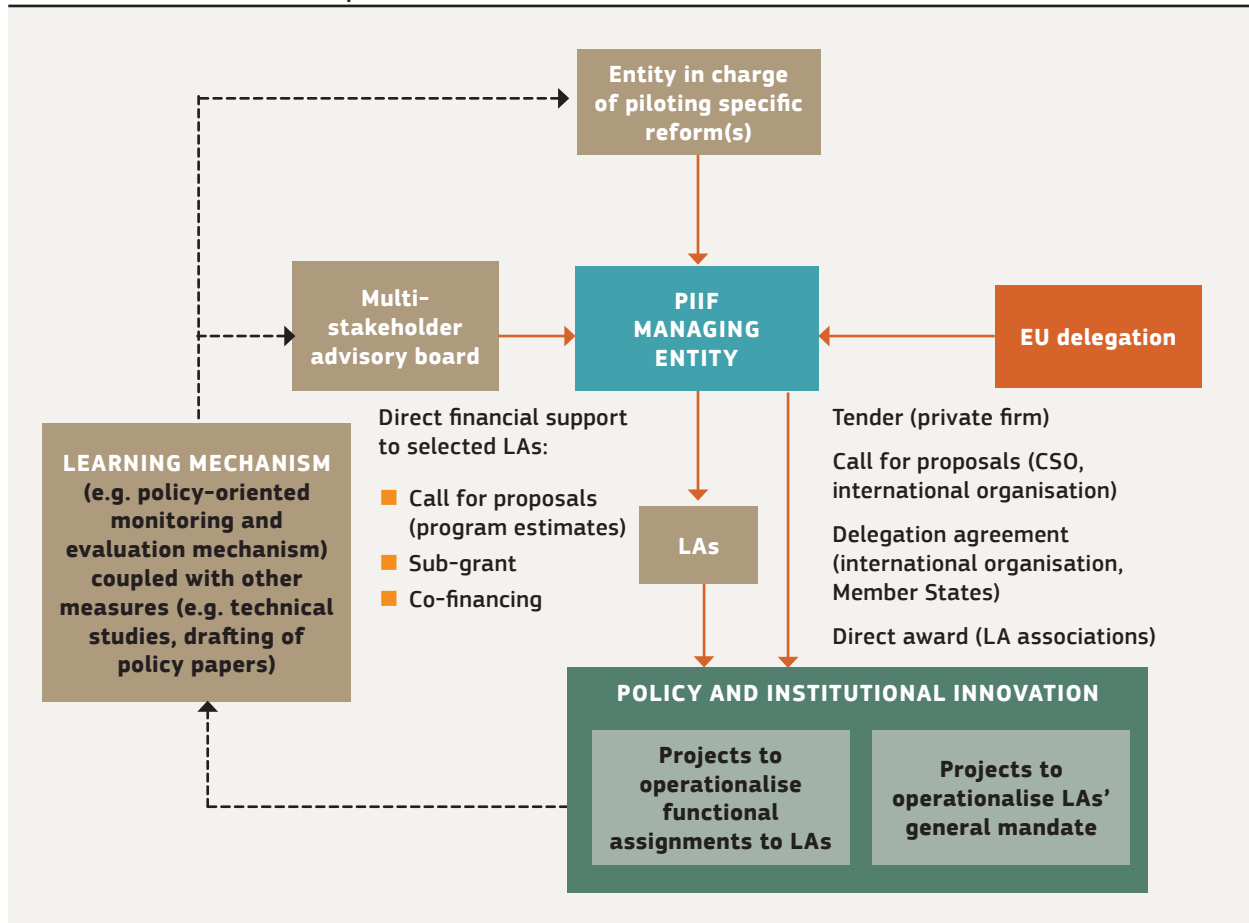 Entity in charge
of piloting specific
reform(s)
Multi-
stakeholder
advisory board
PIIF
MANAGING
ENTITY
EU delegation
Direct financial support
to selected LAs:
Call for proposals
(program estimates)
Sub-grant
Co-financing
LAs
Tender (private firm)
Call for proposals (CSO,
international organisation)
Delegation agreement
(international organisation,
Member States)
Direct award (LA associations)
LEARNING MECHANISM
(e.g. policy-oriented
monitoring and
evaluation mechanism)
coupled with other
measures (e.g. technical
studies, drafting of
policy papers)
POLICY AND INSTITUTIONAL INNOVATION
Projects to
operationalise
functional
assignments to LAs
Projects to
operationalise LAs’
general mandate